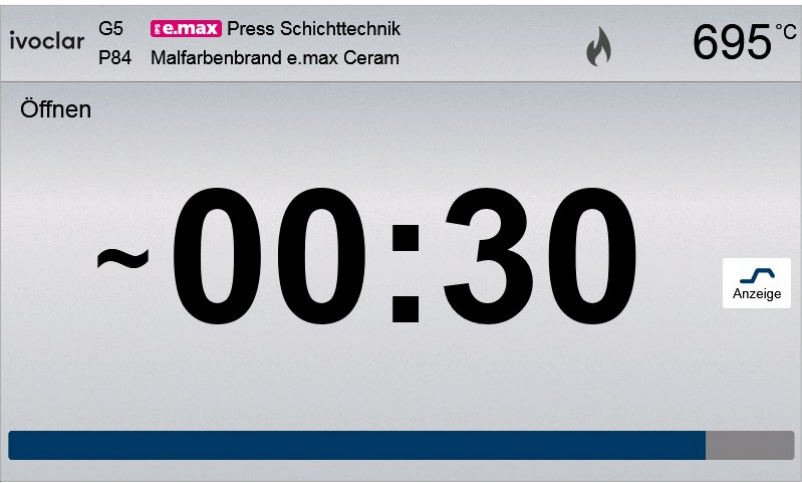 ivoclar
G5 e.max Press Schichttechnik
P84 Malfarbenbrand e.max Ceram
695°C
Öffnen
~00:30
Anzeige